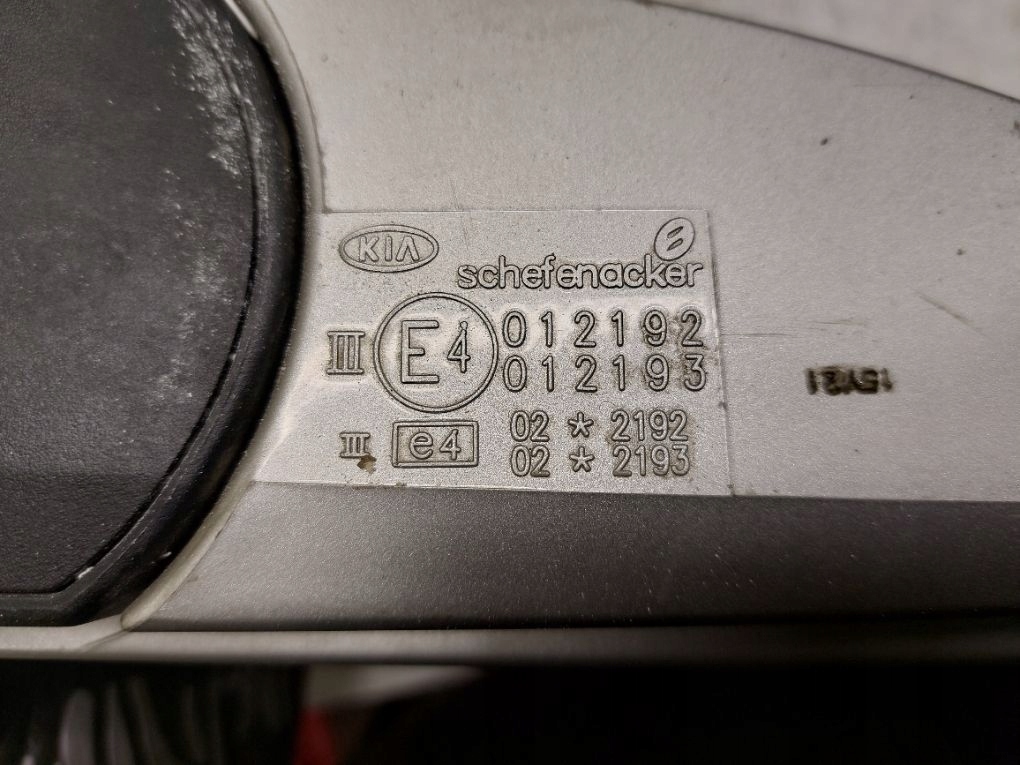 KIA
schefenacker
III E4 012192
012193
III e4 02 * 2192
02 * 2193